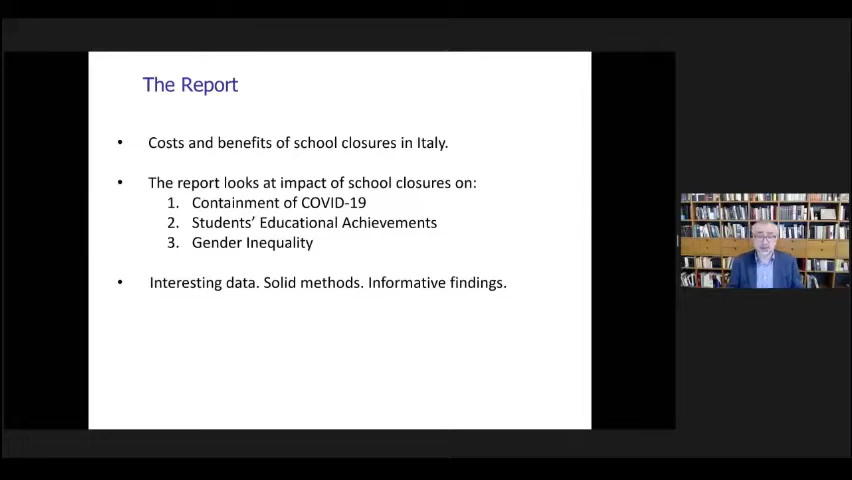 The Report
• Costs and benefits of school closures in Italy.
• The report looks at impact of school closures on:
1. Containment of COVID-19
2. Students’ Educational Achievements
3. Gender Inequality
• Interesting data. Solid methods. Informative findings.